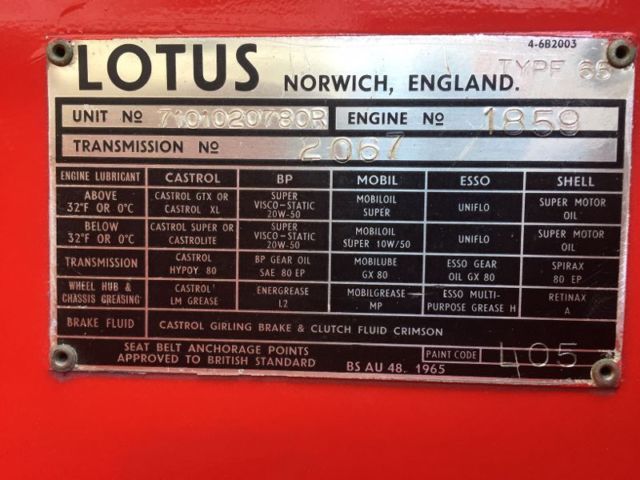 4-6B2003
LOTUS NORWICH, ENGLAND. TYPE 65
UNIT Nº 7101020780R ENGINE Nº 1859
TRANSMISSION Nº 2067
ENGINE LUBRICANT CASTROL BP MOBIL ESSO SHELL
ABOVE 32°F OR 0°C CASTROL GTX OR CASTROL XL SUPER VISCO-STATIC 20W-50 MOBILOIL SUPER UNIFLO SUPER MOTOR OIL
BELOW 32°F OR 0°C CASTROL SUPER OR CASTROLITE SUPER VISCO-STATIC 20W-50 MOBILOIL SUPER 10W/50 UNIFLO SUPER MOTOR OIL
TRANSMISSION CASTROL HYPOY 80 BP GEAR OIL SAE 80 EP MOBILUBE GX 80 ESSO GEAR OIL GX 80 SPIRAX 80 EP
WHEEL HUB & CHASSIS GREASING CASTROL LM GREASE ENERGREASE L2 MOBILGREASE MP ESSO MULTI-PURPOSE GREASE H RETINAX A
BRAKE FLUID CASTROL GIRLING BRAKE & CLUTCH FLUID CRIMSON
SEAT BELT ANCHORAGE POINTS
APPROVED TO BRITISH STANDARD BS AU 48. 1965
PAINT CODE L05